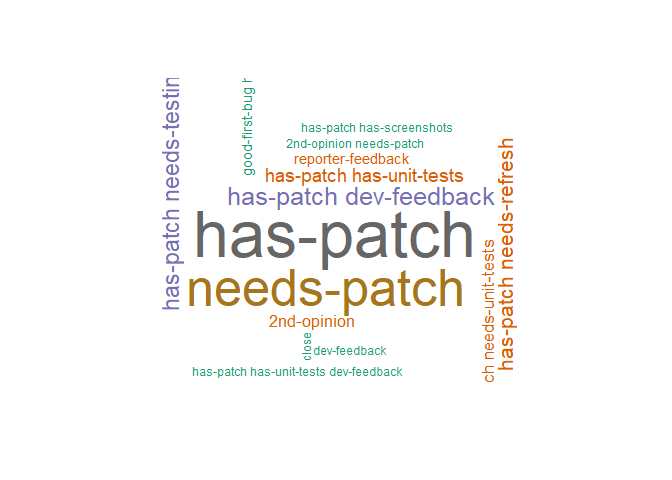 has-patch needs-testin
good-first-bug
has-patch has-screenshots
2nd-opinion needs-patch
reporter-feedback
has-patch has-unit-tests
has-patch dev-feedback
has-patch
needs-patch
2nd-opinion
close
dev-feedback
has-patch has-unit-tests dev-feedback
ch needs-unit-tests
has-patch needs-refresh